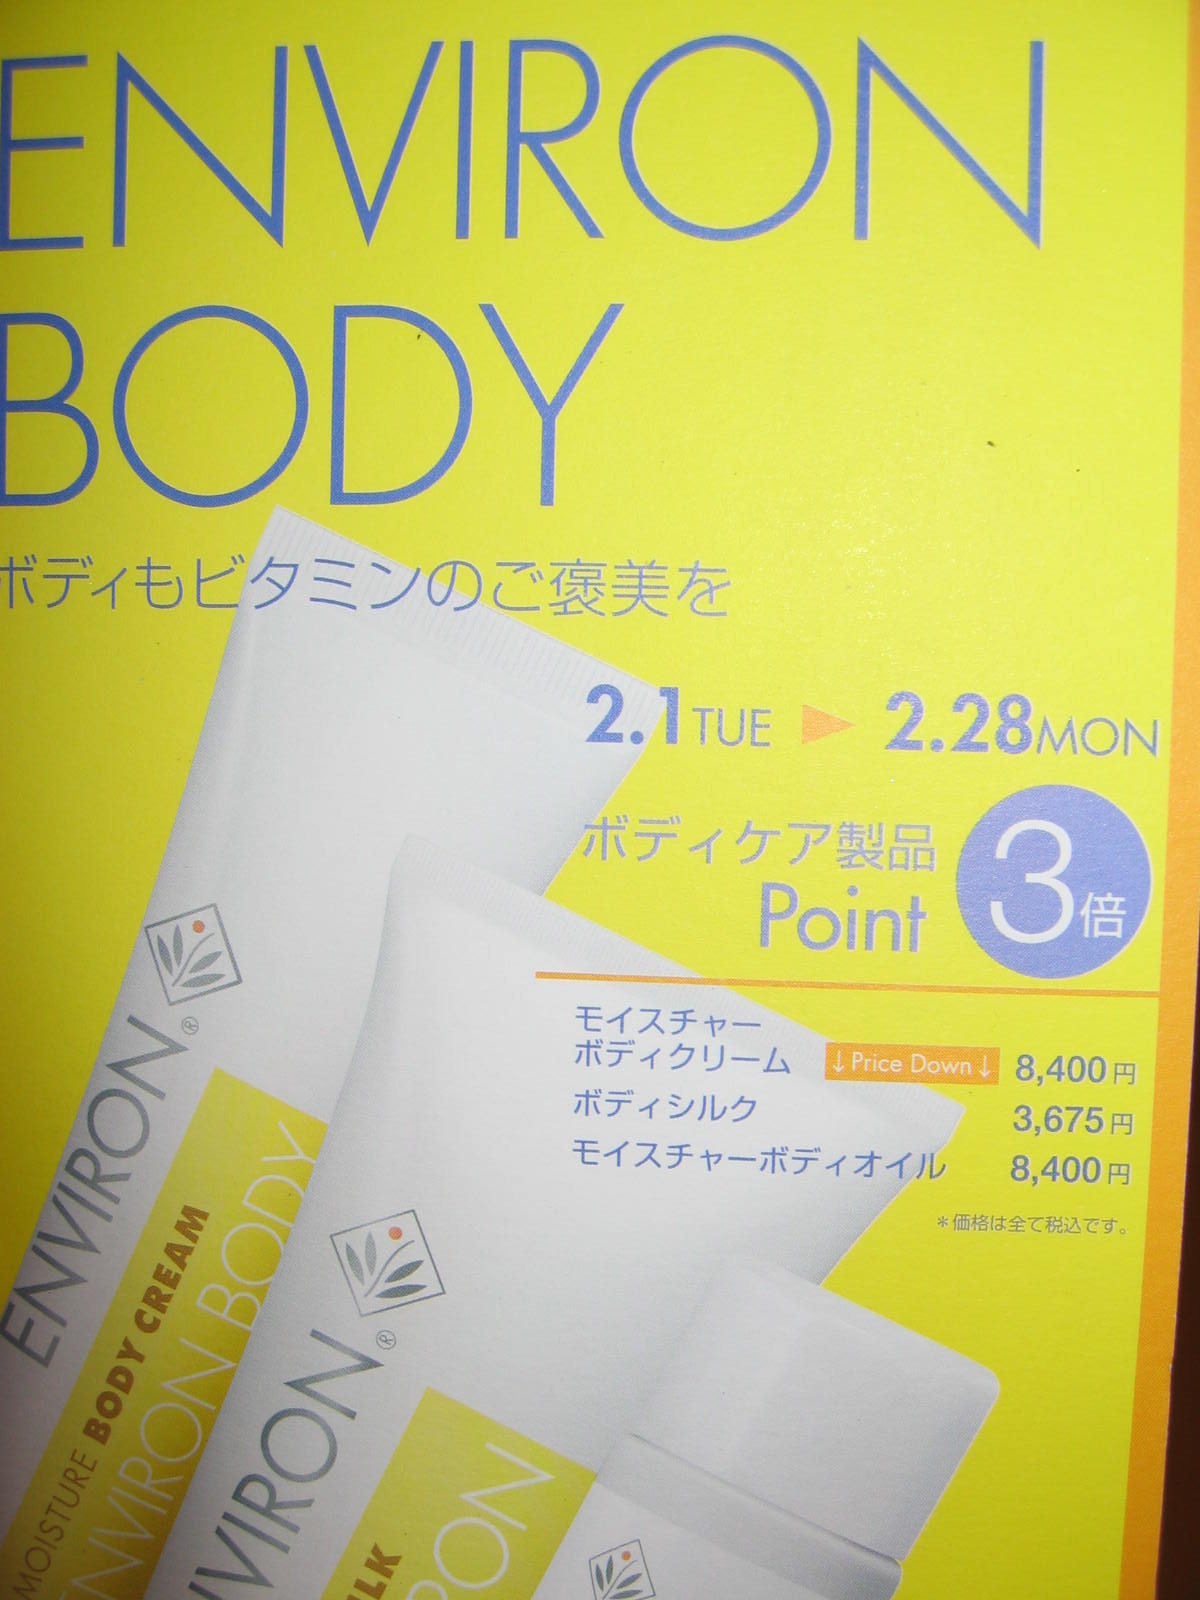 ENVIRON
BODY
ボディもビタミンのご褒美を
2.1TUE ▶ 2.28MON
ボディケア製品
Point
3倍
モイスチャー
ボディクリーム ↓Price Down↓ 8,400円
ボディシルク 3,675円
モイスチャーボディオイル 8,400円
*価格は全て税込です。
ENVIRON®
MOISTURE BODY CREAM
ENVIRON BODY
NVIRON®
LK
RON